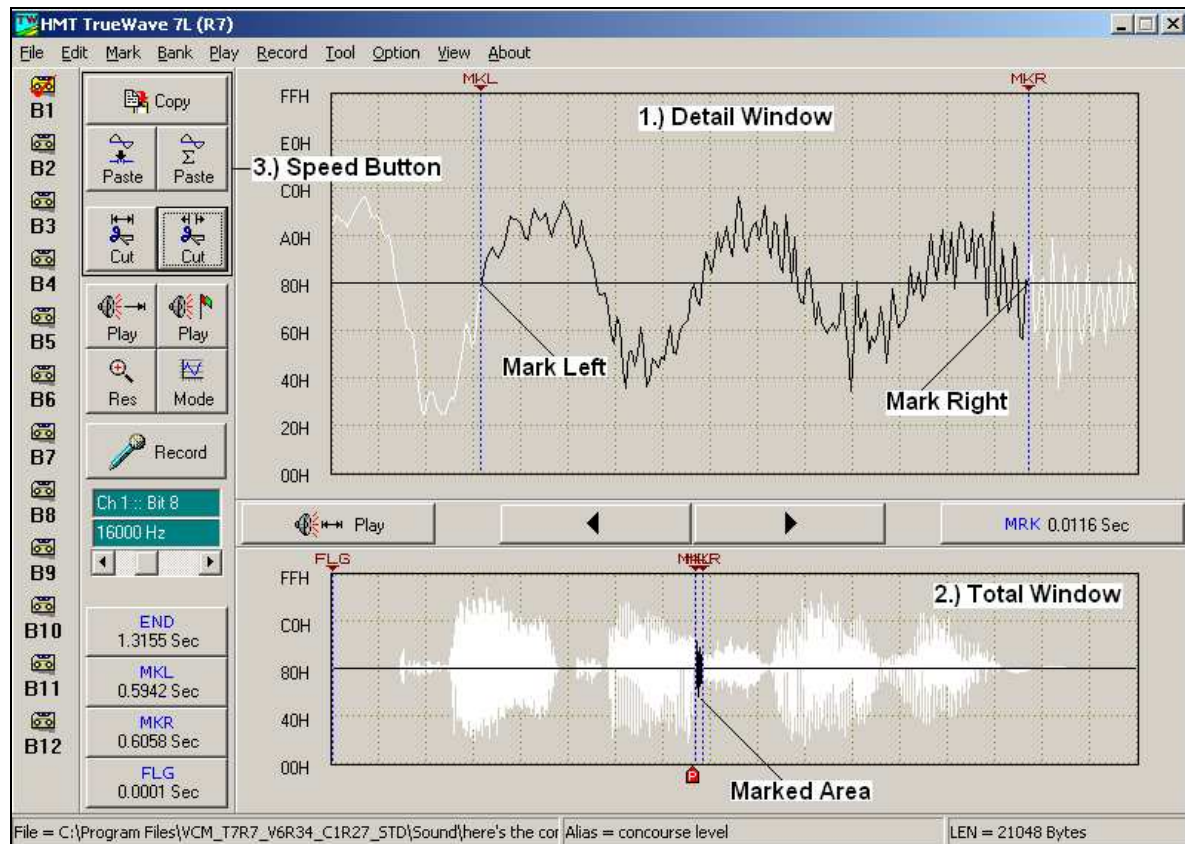 HMT TrueWave 7L (R7)
File Edit Mark Bank Play Record Tool Option View About
B1
B2
B3
B4
B5
B6
B7
B8
B9
B10
B11
B12
Copy
Paste Paste
Cut Cut
Play Play
Res Mode
Record
Ch 1 :: Bit 8
16000 Hz
END
1.3155 Sec
MKL
0.5942 Sec
MKR
0.6058 Sec
FLG
0.0001 Sec
3.) Speed Button
MKL MKR
1.) Detail Window
FFH
E0H
C0H
A0H
80H
60H
40H
20H
00H
Mark Left
Mark Right
Play
MRK 0.0116 Sec
FLG MKR
2.) Total Window
FFH
C0H
80H
40H
00H
P
Marked Area
File = C:\Program Files\VCM_T7R7_V6R34_C1R27_STD\Sound\here's the cor
Alias = concourse level
LEN = 21048 Bytes